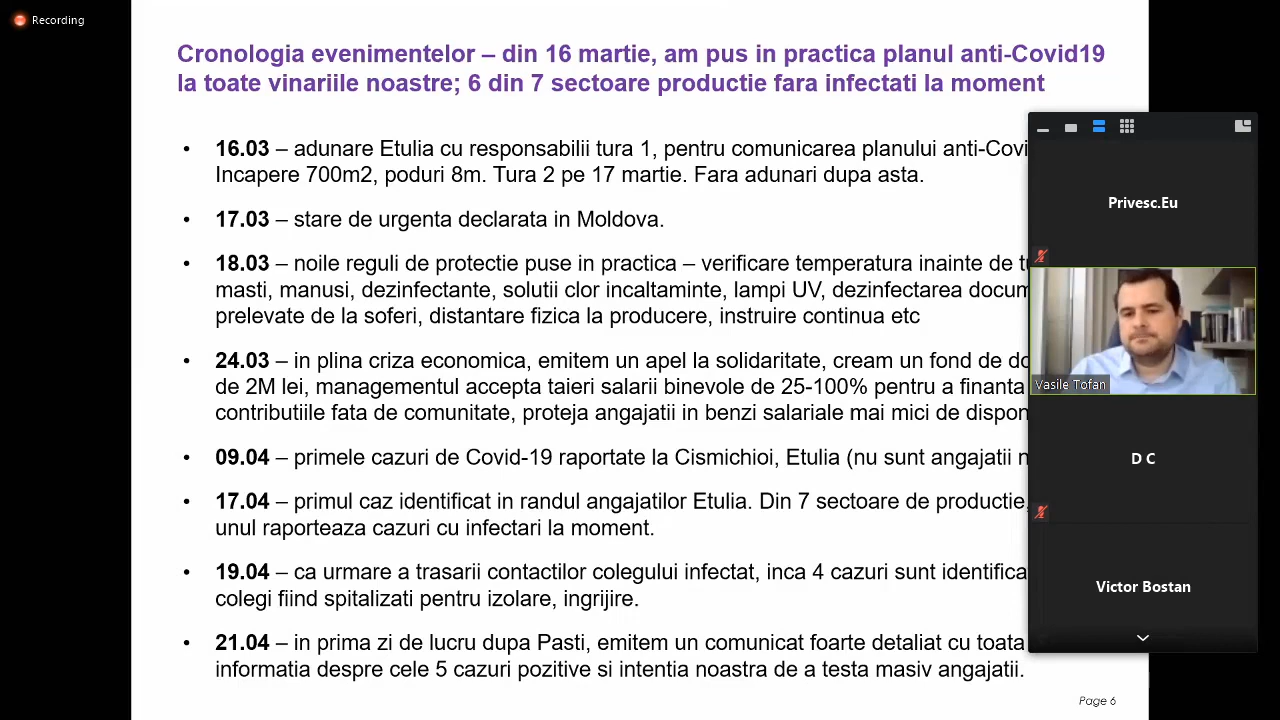 Recording
Cronologia evenimentelor – din 16 martie, am pus in practica planul anti-Covid19
la toate vinariile noastre; 6 din 7 sectoare productie fara infectati la moment
• 16.03 – adunare Etulia cu responsabilii tura 1, pentru comunicarea planului anti-Covi
Incapere 700m2, poduri 8m. Tura 2 pe 17 martie. Fara adunari dupa asta.
• 17.03 – stare de urgenta declarata in Moldova.
• 18.03 – noile reguli de protectie puse in practica – verificare temperatura inainte de
masti, manusi, dezinfectante, solutii clor incaltaminte, lampi UV, dezinfectarea docum
prelevate de la soferi, distantare fizica la producere, instruire continua etc
• 24.03 – in plina criza economica, emitem un apel la solidaritate, cream un fond de
de 2M lei, managementul accepta taieri salarii binevole de 25-100% pentru a finanta
contributiile fata de comunitate, proteja angajatii in benzi salariale mai mici de dispon
• 09.04 – primele cazuri de Covid-19 raportate la Cismichioi, Etulia (nu sunt angajatii
• 17.04 – primul caz identificat in randul angajatilor Etulia. Din 7 sectoare de productie,
unul raporteaza cazuri cu infectari la moment.
• 19.04 – ca urmare a trasarii contactilor colegului infectat, inca 4 cazuri sunt identifica
colegi fiind spitalizati pentru izolare, ingrijire.
• 21.04 – in prima zi de lucru dupa Pasti, emitem un comunicat foarte detaliat cu toata
informatia despre cele 5 cazuri pozitive si intentia noastra de a testa masiv angajatii.
Page 6
Privesc.Eu
Vasile Tofan
D C
Victor Bostan